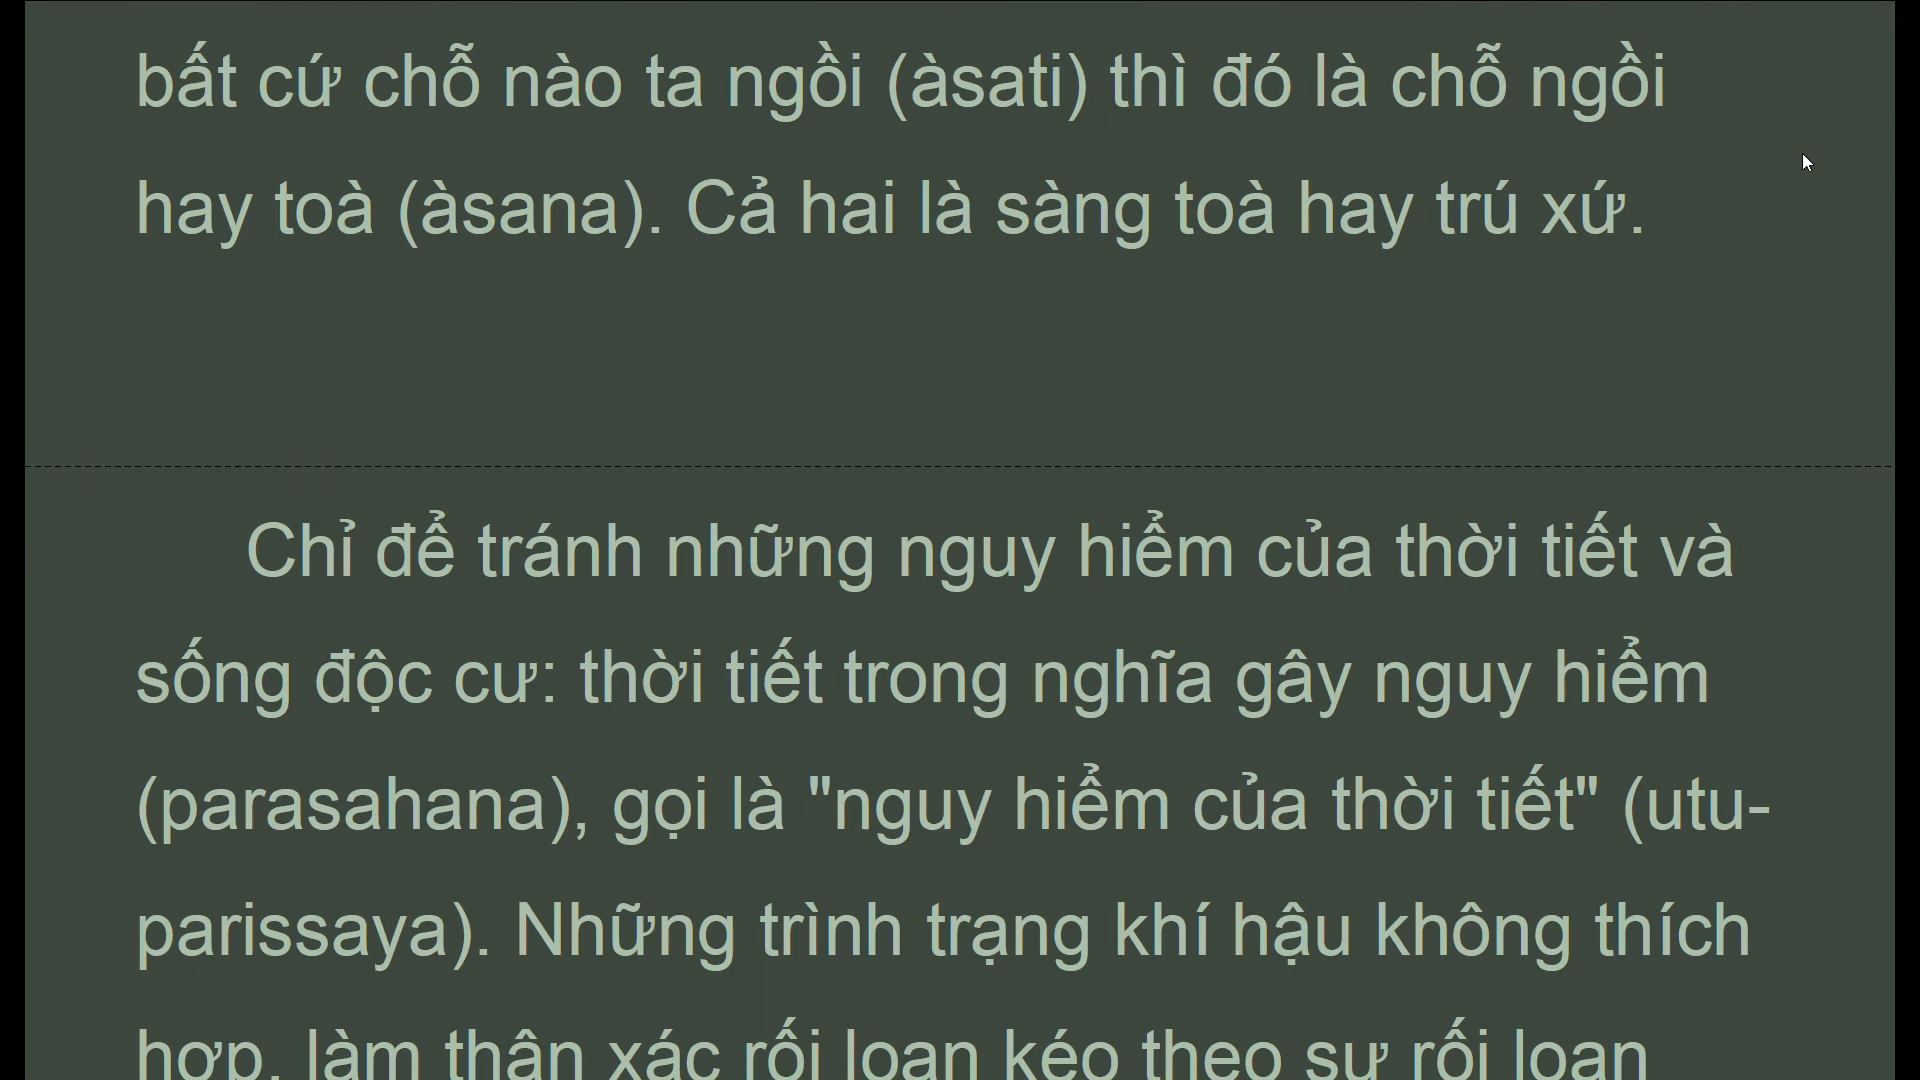 bất cứ chỗ nào ta ngồi (àsati) thì đó là chỗ ngồi
hay toà (àsana). Cả hai là sàng toà hay trú xứ.
Chỉ để tránh những nguy hiểm của thời tiết và
sống độc cư: thời tiết trong nghĩa gây nguy hiểm
(parasahana), gọi là "nguy hiểm của thời tiết" (utu-
parissaya). Những trình trạng khí hậu không thích
hợp, làm thân xác rối loạn kéo theo sự rối loạn